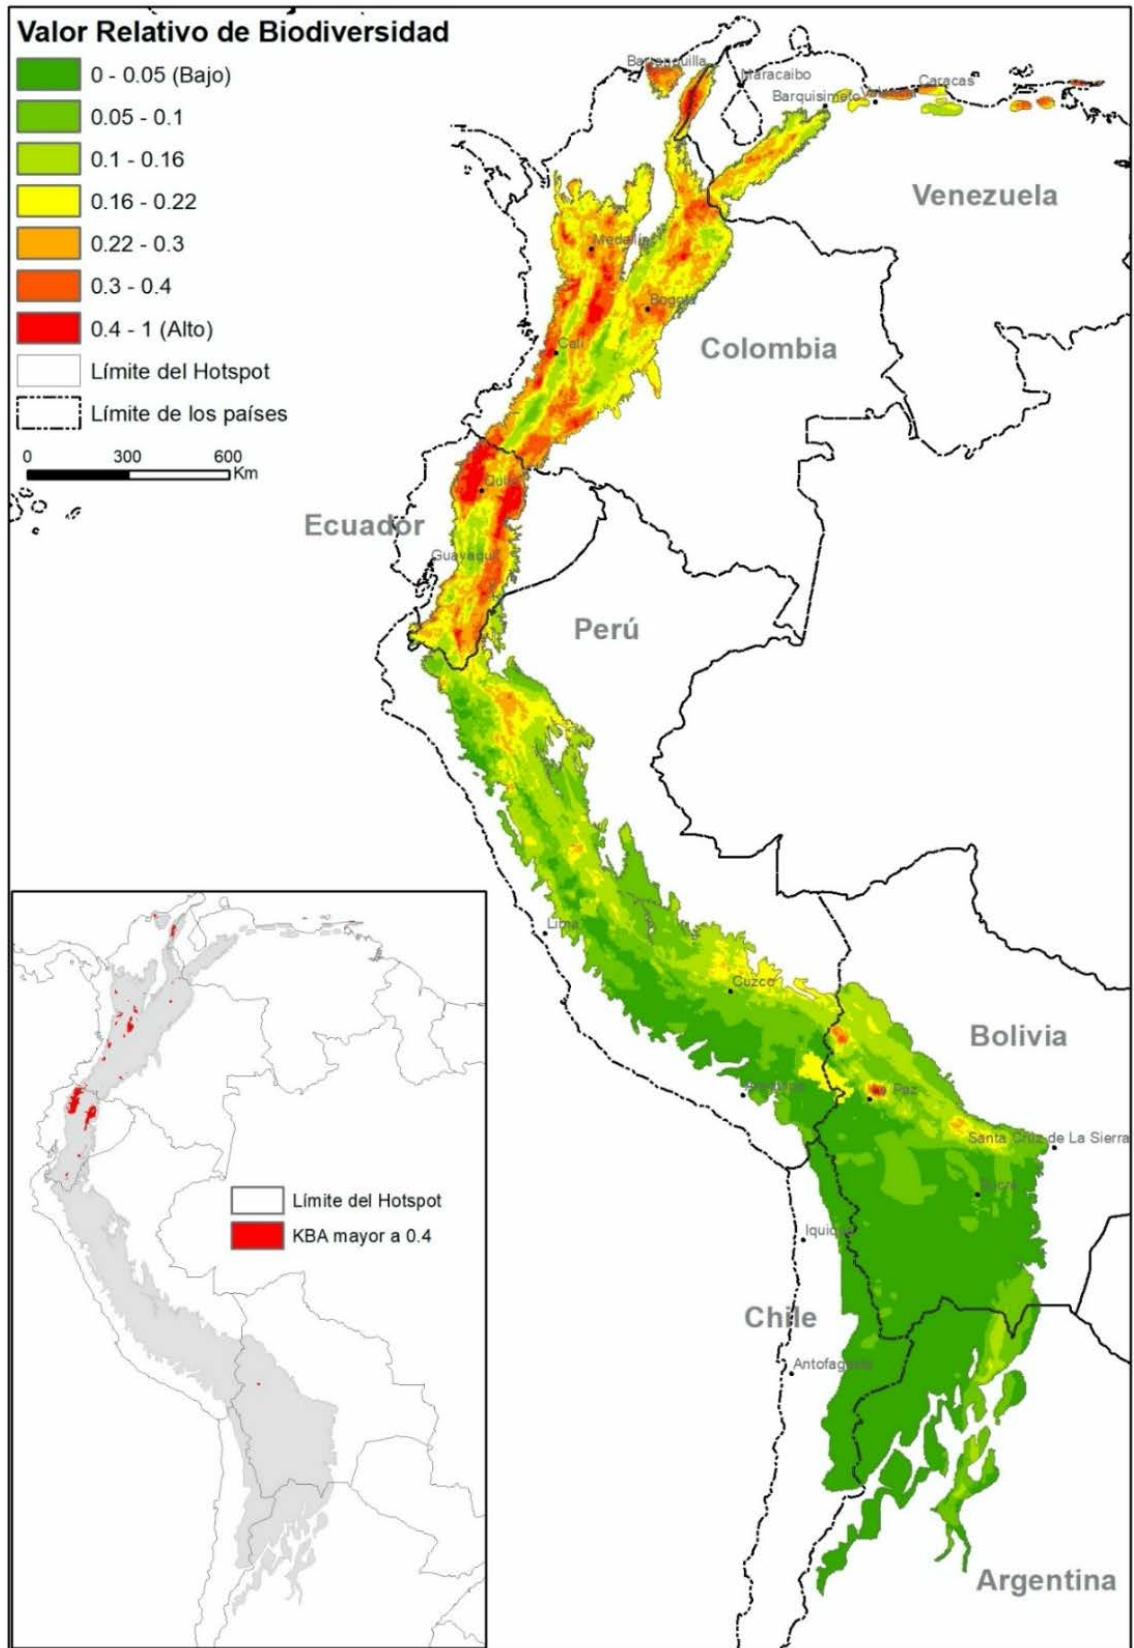 Valor Relativo de Biodiversidad
0 - 0.05 (Bajo)
0.05 - 0.1
0.1 - 0.16
0.16 - 0.22
0.22 - 0.3
0.3 - 0.4
0.4 - 1 (Alto)
Límite del Hotspot
Límite de los países
0 300 600
Km
Barranquilla
Maracaibo
Caracas
Barquisimeto
Venezuela
Medellín
Bogotá
Colombia
Cali
Quito
Ecuador
Guayaquil
Perú
Lima
Cuzco
Bolivia
La Paz
Santa Cruz de La Sierra
Sucre
Iquique
Chile
Antofagasta
Argentina
Límite del Hotspot
KBA mayor a 0.4